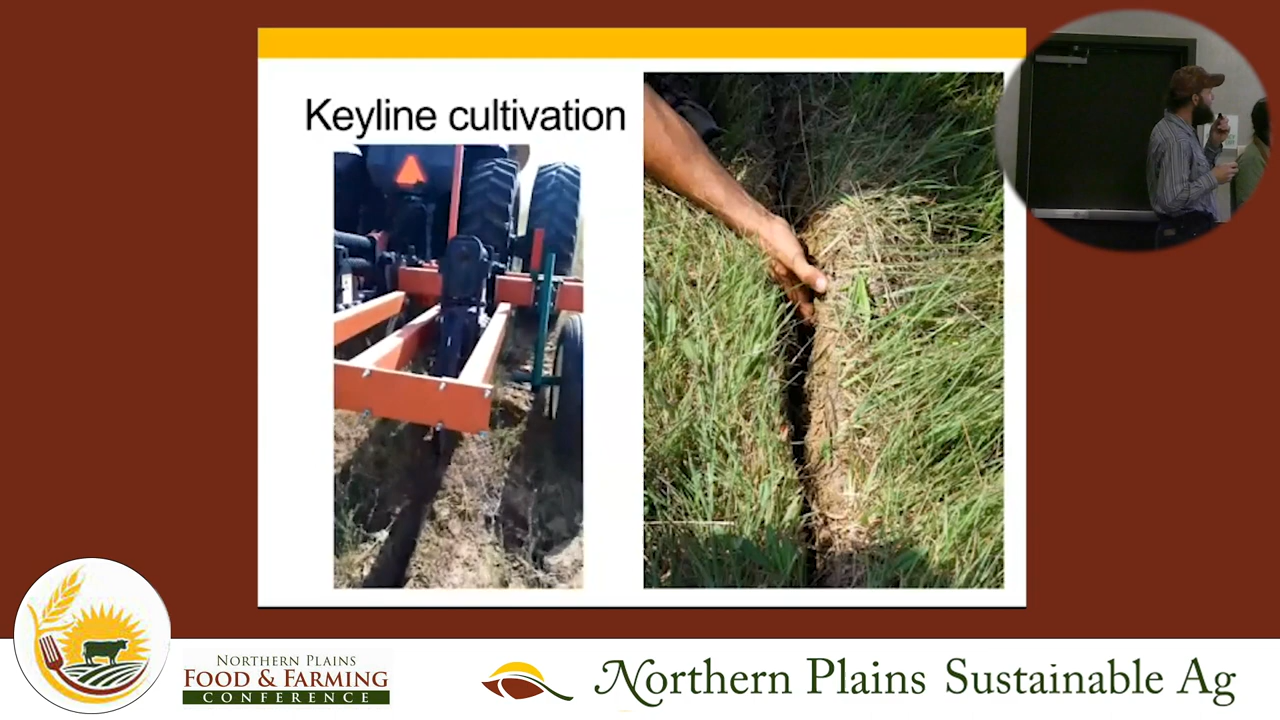 Keyline cultivation
NORTHERN PLAINS
FOOD & FARMING
CONFERENCE
Northern Plains Sustainable Ag